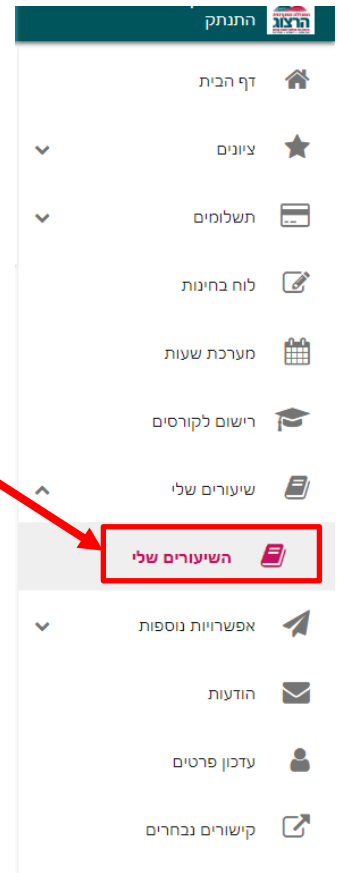 התנתק
הרצוג
דף הבית
ציונים
תשלומים
לוח בחינות
מערכת שעות
רישום לקורסים
שיעורים שלי
השיעורים שלי
אפשרויות נוספות
הודעות
עדכון פרטים
קישורים נבחרים